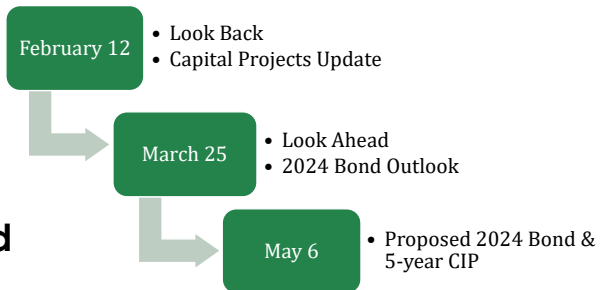 February 12
• Look Back
• Capital Projects Update
March 25
• Look Ahead
• 2024 Bond Outlook
d
May 6
• Proposed 2024 Bond &
5-year CIP